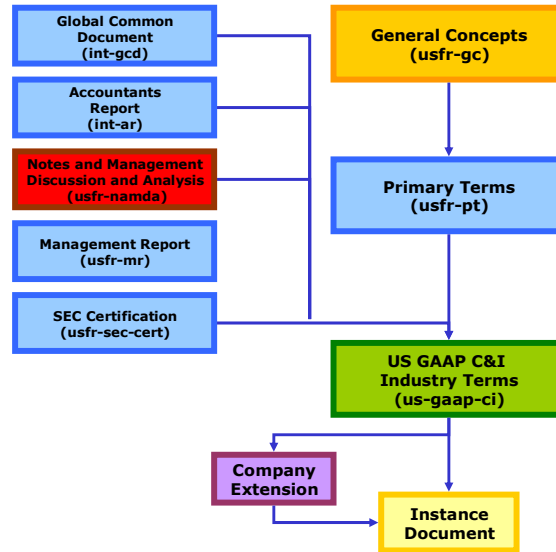 Global Common
Document
(int-gcd)
General Concepts
(usfr-gc)
Accountants
Report
(int-ar)
Notes and Management
Discussion and Analysis
(usfr-namda)
Primary Terms
(usfr-pt)
Management Report
(usfr-mr)
SEC Certification
(usfr-sec-cert)
US GAAP C&I
Industry Terms
(us-gaap-ci)
Company
Extension
Instance
Document